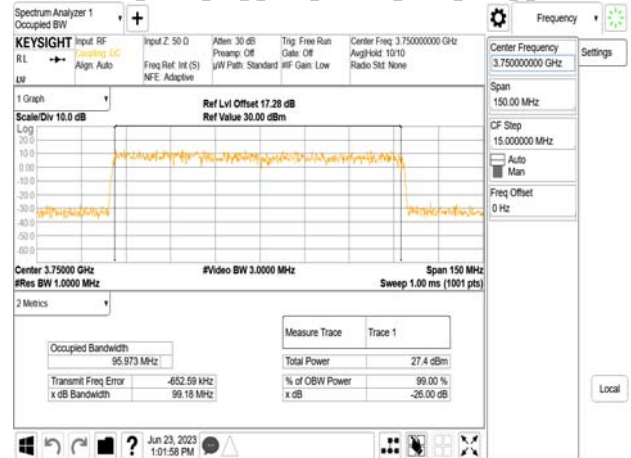 Spectrum Analyzer 1
Occupied BW
Frequency
KEYSIGHT
Input: RF
Coupling: DC
Align: Auto
RL
LV
Input Z: 50 Ω
Freq Ref: Int (S)
NFE: Adaptive
Atten: 30 dB
Preamp: Off
µW Path: Standard
Trig: Free Run
Gate: Off
#IF Gain: Low
Center Freq: 3.750000000 GHz
Avg|Hold: 10/10
Radio Std: None
Center Frequency
3.750000000 GHz
Settings
Span
150.00 MHz
CF Step
15.000000 MHz
Auto
Man
Freq Offset
0 Hz
Local
1 Graph
Scale/Div 10.0 dB
Ref Lvl Offset 17.28 dB
Ref Value 30.00 dBm
Log
20.0
10.0
0.00
-10.0
-20.0
-30.0
-40.0
-50.0
-60.0
Center 3.75000 GHz
#Video BW 3.0000 MHz
Span 150 MHz
#Res BW 1.0000 MHz
Sweep 1.00 ms (1001 pts)
2 Metrics
Measure Trace
Trace 1
Occupied Bandwidth
95.973 MHz
Total Power
27.4 dBm
Transmit Freq Error
-652.59 kHz
% of OBW Power
99.00 %
x dB Bandwidth
99.18 MHz
x dB
-26.00 dB
?
Jun 23, 2023
1:01:58 PM